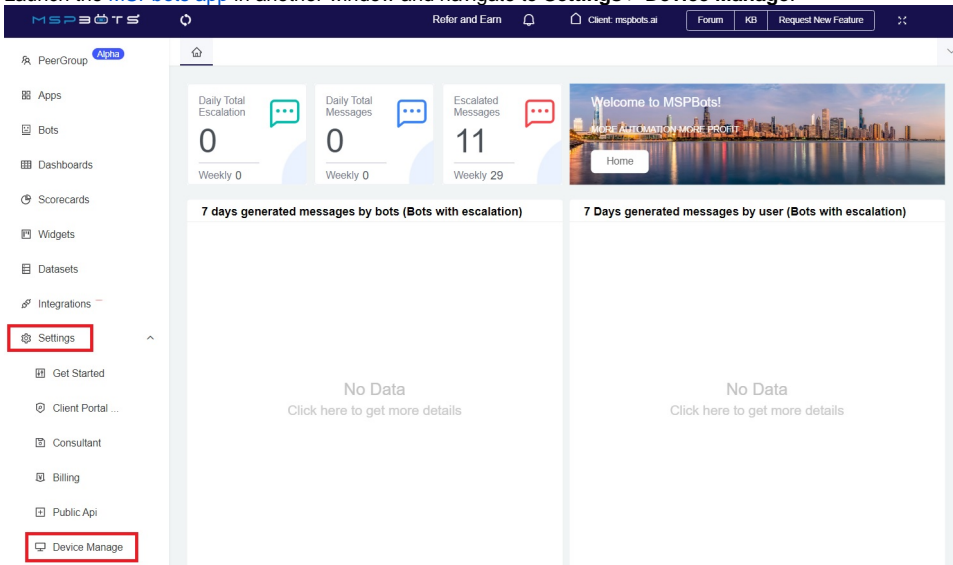 Launch the MSPbots app in another window and navigate to Settings > Device Manage.
MSPBOTS
Refer and Earn
Client: mspbots.ai
Forum
KB
Request New Feature
PeerGroup Alpha
Apps
Bots
Dashboards
Scorecards
Widgets
Datasets
Integrations
Settings
Get Started
Client Portal ...
Consultant
Billing
Public Api
Device Manage
Daily Total
Escalation
0
Weekly 0
Daily Total
Messages
0
Weekly 0
Escalated
Messages
11
Weekly 29
Welcome to MSPBots!
MORE AUTOMATION MORE PROFIT
Home
7 days generated messages by bots (Bots with escalation)
No Data
Click here to get more details
7 Days generated messages by user (Bots with escalation)
No Data
Click here to get more details